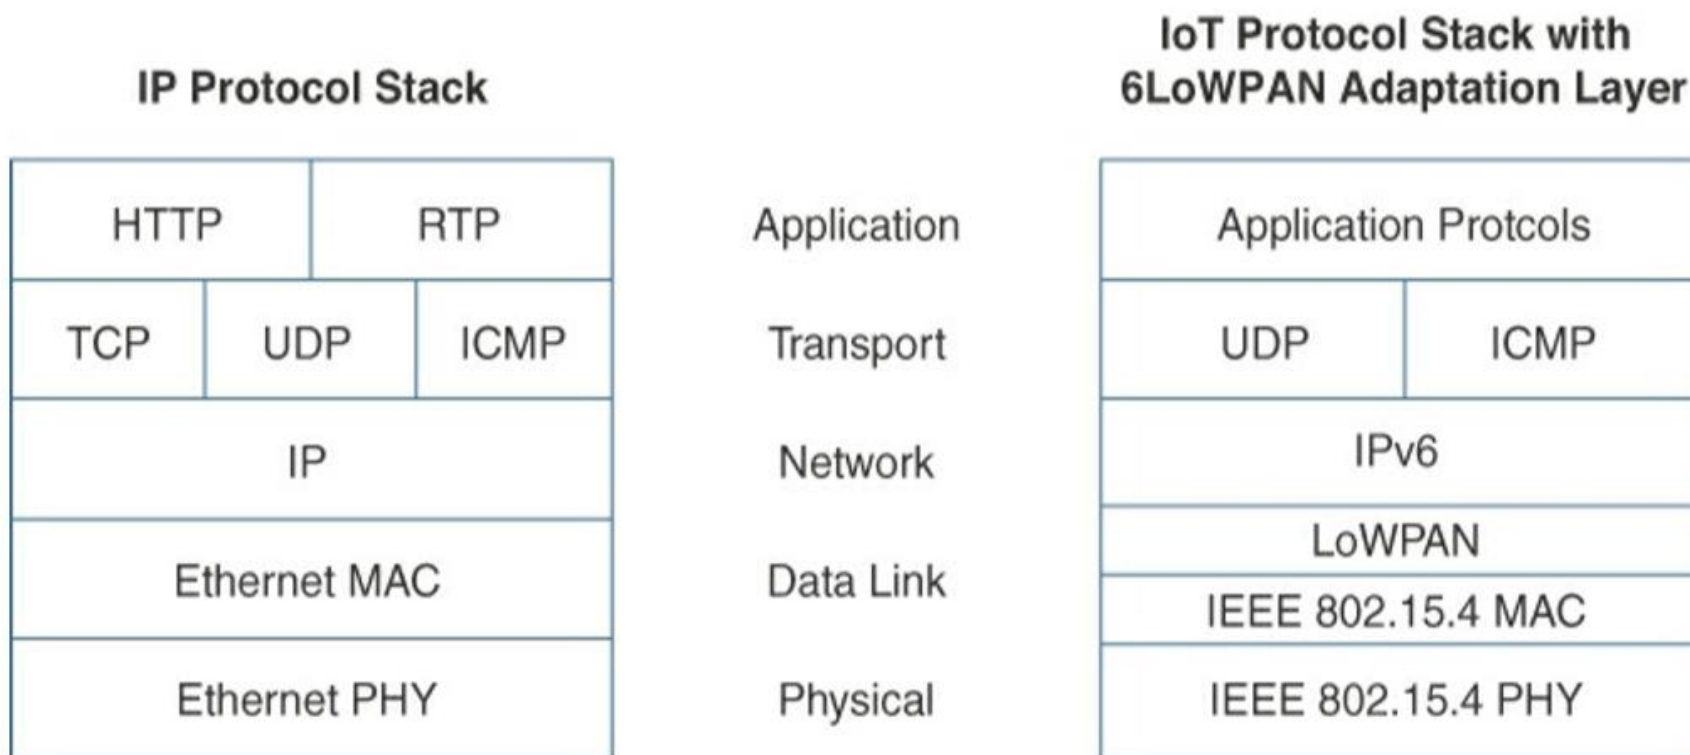 IP Protocol Stack
IoT Protocol Stack with
6LoWPAN Adaptation Layer
HTTP RTP Application Application Protcols
TCP UDP ICMP Transport UDP ICMP
IP Network IPv6
LoWPAN
Ethernet MAC Data Link IEEE 802.15.4 MAC
Ethernet PHY Physical IEEE 802.15.4 PHY